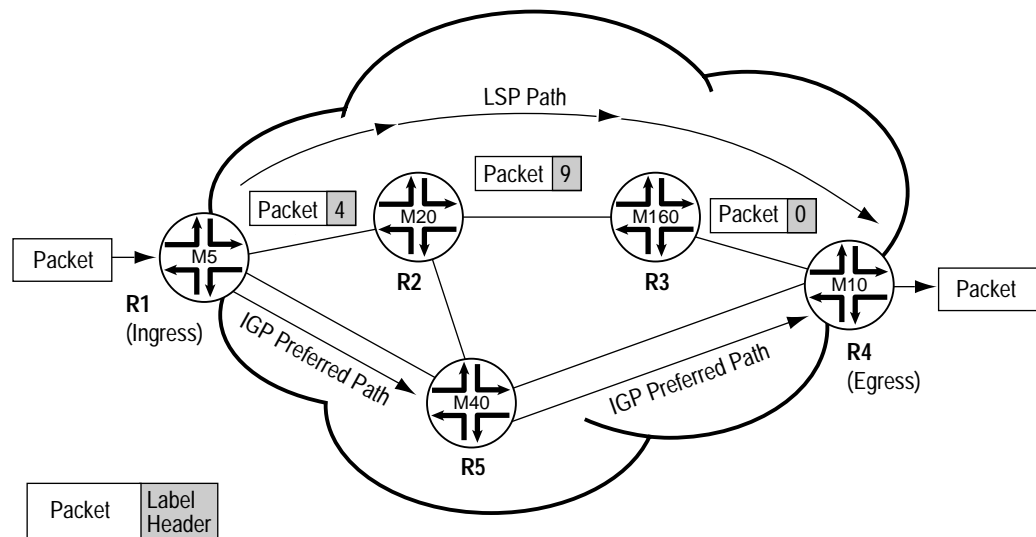 LSP Path
Packet 9
Packet 4
Packet 0
M20
M160
Packet
M5
M10
Packet
R2
R3
R1
(Ingress)
IGP Preferred Path
IGP Preferred Path
R4
(Egress)
M40
R5
Packet
Label
Header